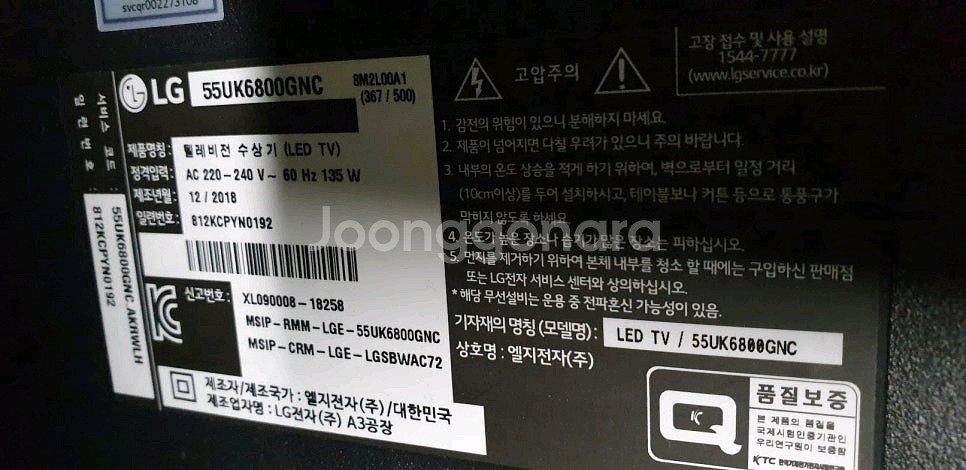 svcqr002273108
LG
55UK6800GNC
8M2L00A1
(367 / 500)
제품명칭: 텔레비전 수상기 (LED TV)
정격입력: AC 220-240 V~ 60 Hz 135 W
제조년월: 12 / 2018
일련번호: 812KCPYN0192
신고번호: XL090008-18258
MSIP-RMM-LGE-55UK6800GNC
MSIP-CRM-LGE-LGSBWAC72
제조자/제조국가 : 엘지전자(주)/대한민국
제조업자명 : LG전자(주) A3공장
서비스 코드 : 55UK6800GNC.AKRWLH
일련번호 : 812KCPYN0192
고압주의
고장 접수 및 사용 설명
1544-7777
(www.lgservice.co.kr)
1. 감전의 위험이 있으니 분해하지 마세요.
2. 제품이 넘어지면 다칠 우려가 있으니 주의 바랍니다.
3. 내부의 온도 상승을 적게 하기 위하여, 벽으로부터 일정 거리
(10cm이상)를 두어 설치하시고, 테이블보나 커튼 등으로 통풍구가
막히지 않도록 하세요.
4. 온도가 높은 장소나 습기가 많은 장소는 피하십시오.
5. 먼지를 제거하기 위하여 본체 내부를 청소 할 때에는 구입하신 판매점
또는 LG전자 서비스 센터와 상의하십시오.
* 해당 무선설비는 운용 중 전파혼신 가능성이 있음.
기자재의 명칭(모델명) : LED TV / 55UK6800GNC
상호명 : 엘지전자(주)
품질보증
본 제품의 품질을
국제시험인증기관인
우리연구원이 보증함
KTC 한국기계전기전자시험연구원
Joonggonara